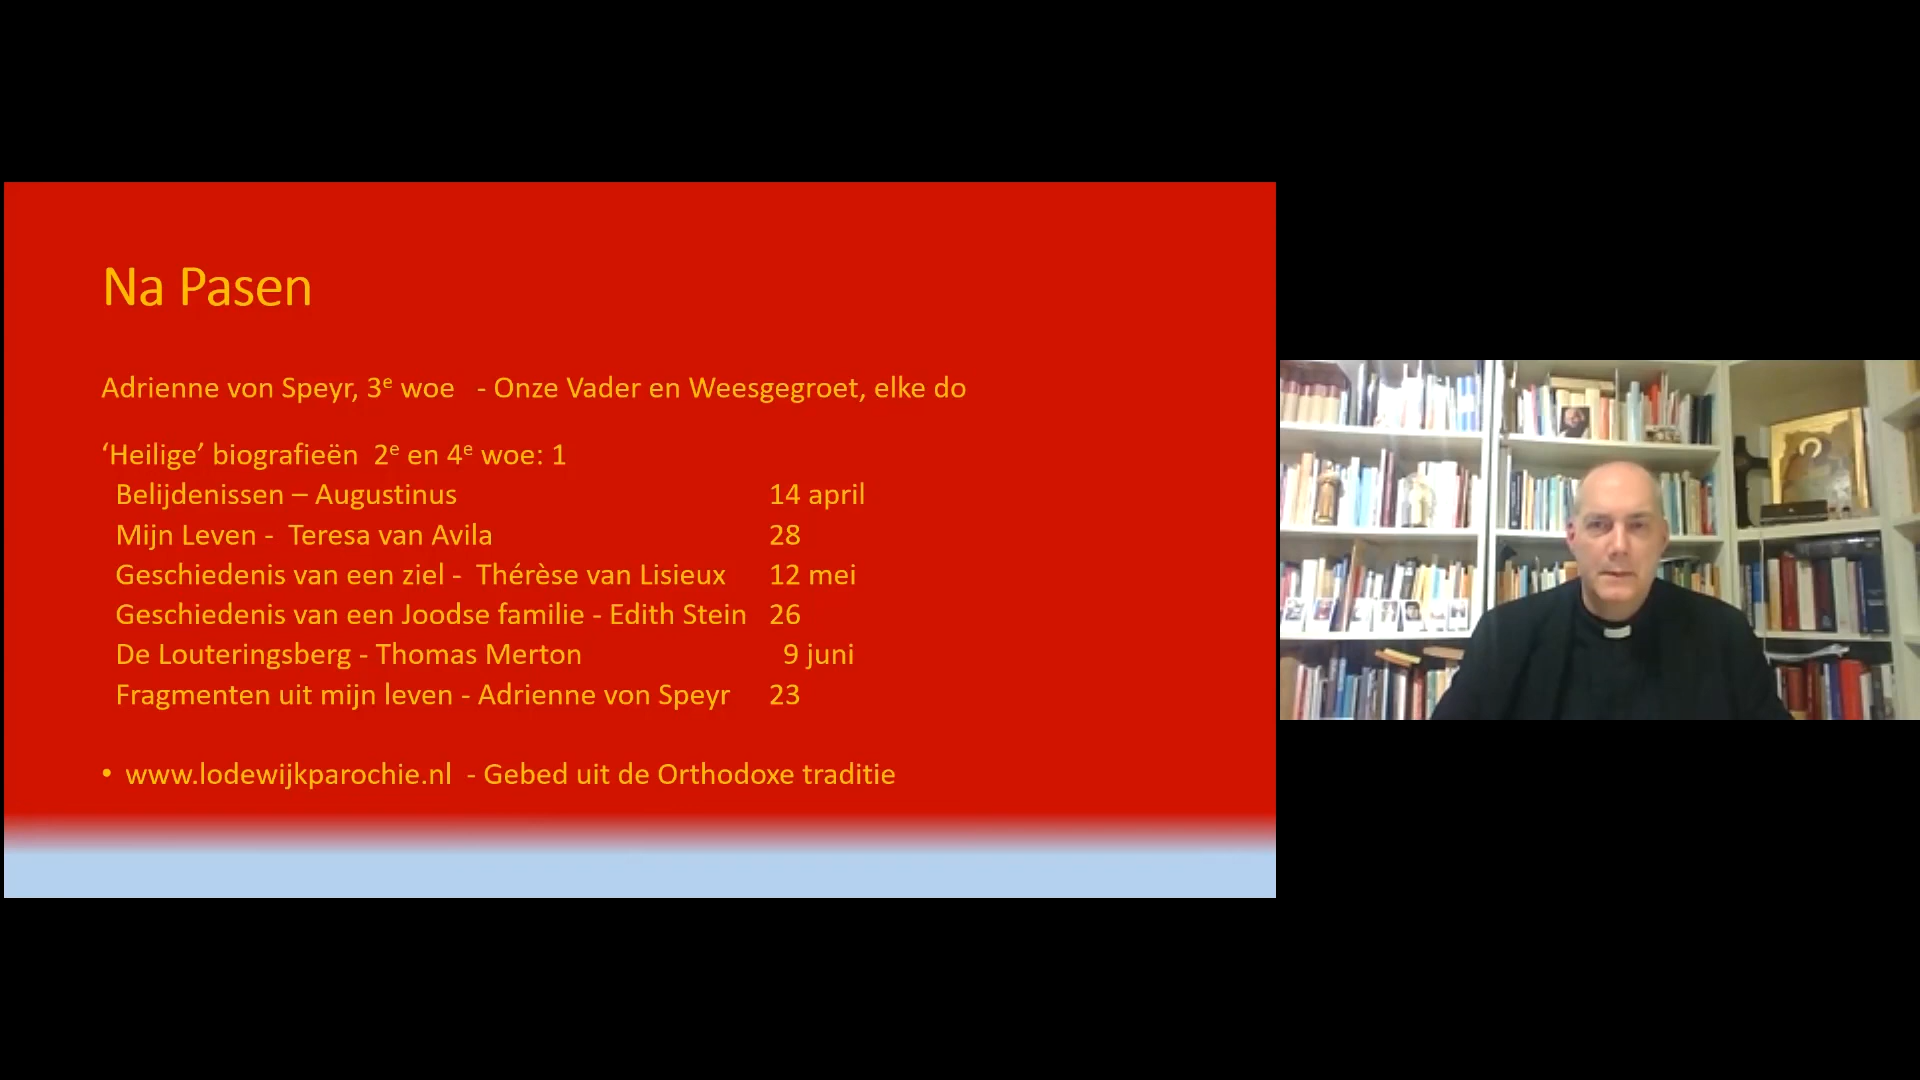 Na Pasen
Adrienne von Speyr, 3e woe - Onze Vader en Weesgegroet, elke do
‘Heilige’ biografieën 2e en 4e woe: 1
Belijdenissen – Augustinus 14 april
Mijn Leven - Teresa van Avila 28
Geschiedenis van een ziel - Thérèse van Lisieux 12 mei
Geschiedenis van een Joodse familie - Edith Stein 26
De Louteringsberg - Thomas Merton 9 juni
Fragmenten uit mijn leven - Adrienne von Speyr 23
• www.lodewijkparochie.nl - Gebed uit de Orthodoxe traditie